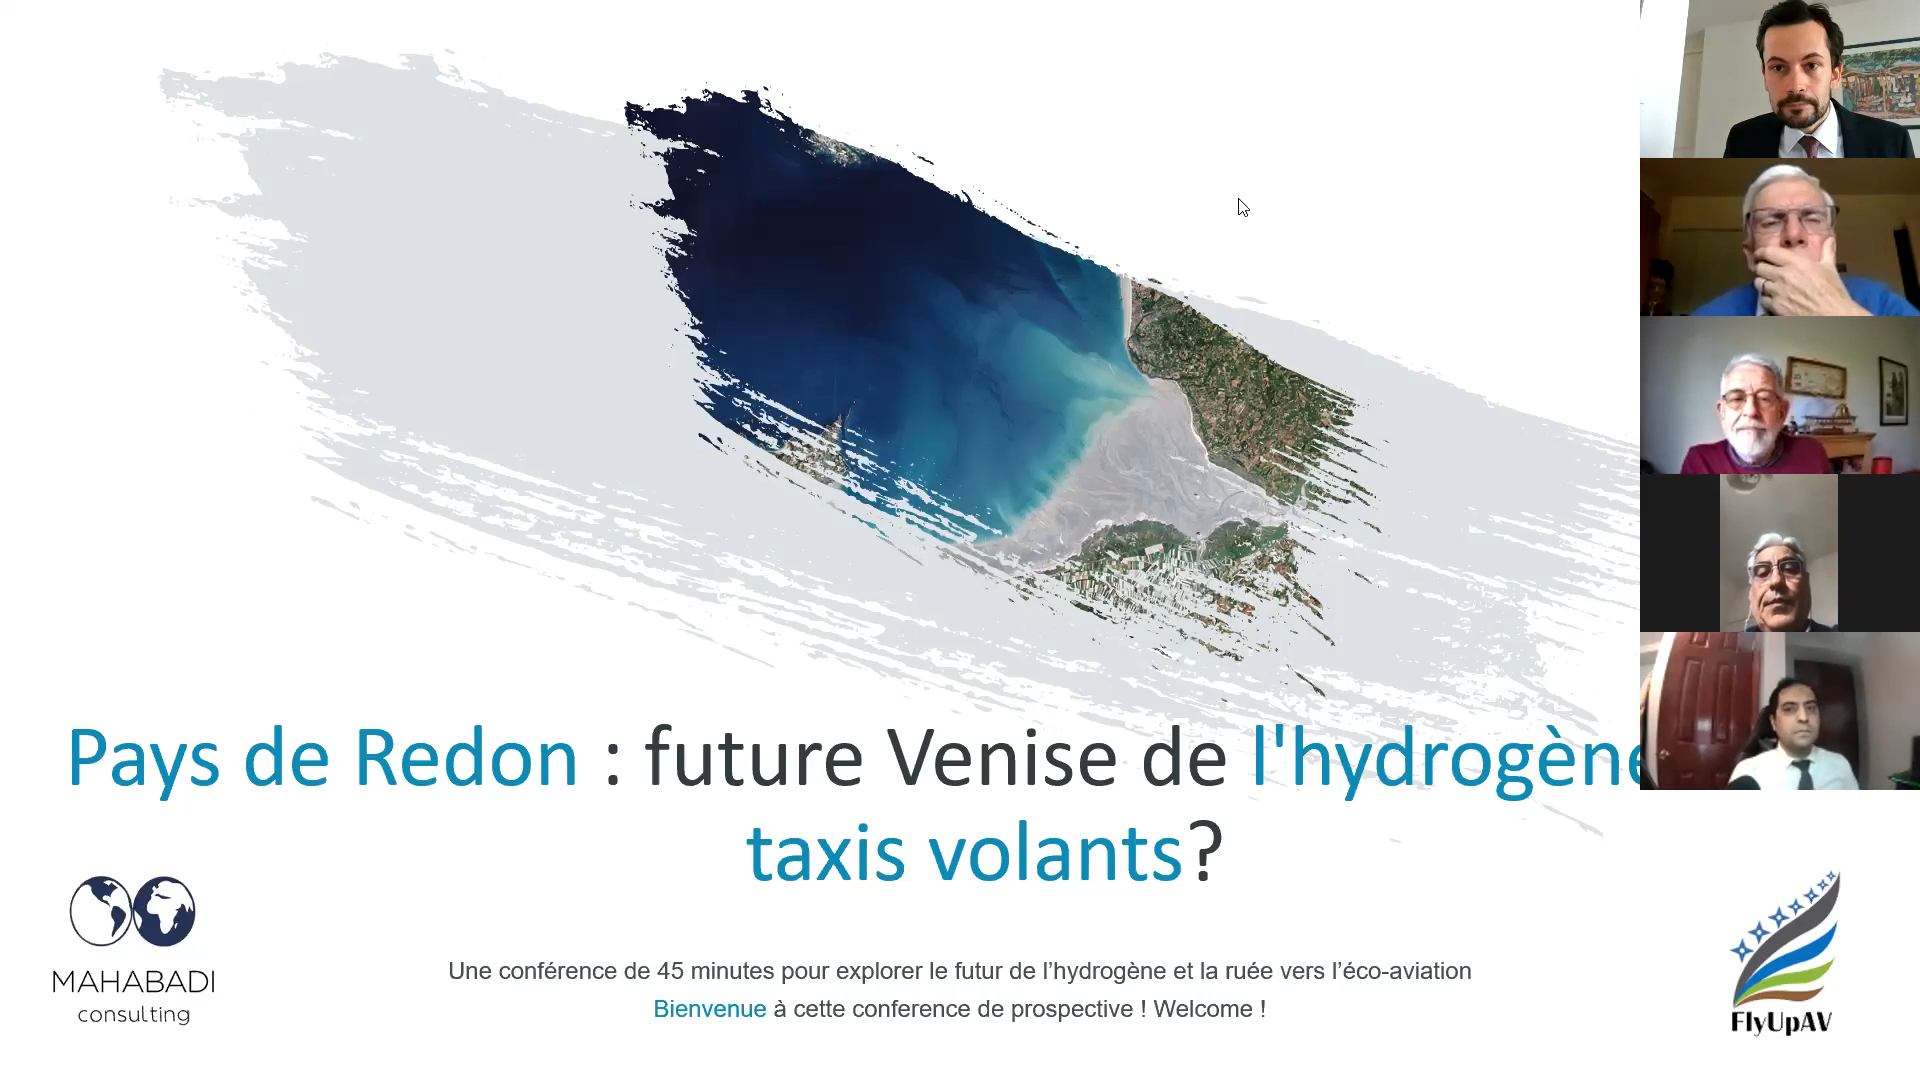 Pays de Redon : future Venise de l'hydrogène
taxis volants?
MAHABADI
consulting
Une conférence de 45 minutes pour explorer le futur de l’hydrogène et la ruée vers l’éco-aviation
Bienvenue à cette conference de prospective ! Welcome !
FlyUpAV